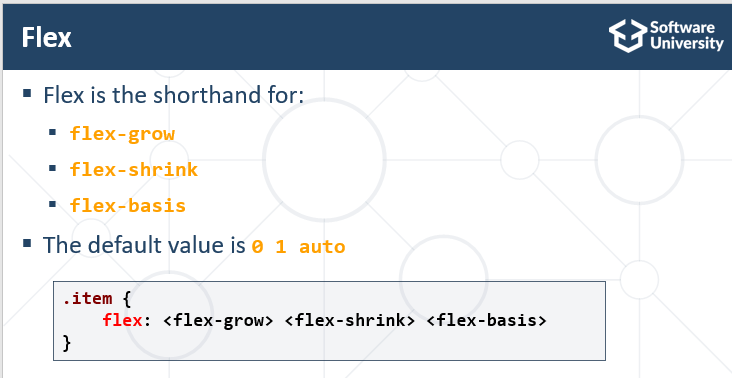 Flex
Software
University
Flex is the shorthand for:
flex-grow
flex-shrink
flex-basis
The default value is 0 1 auto
.item {
flex: <flex-grow> <flex-shrink> <flex-basis>
}